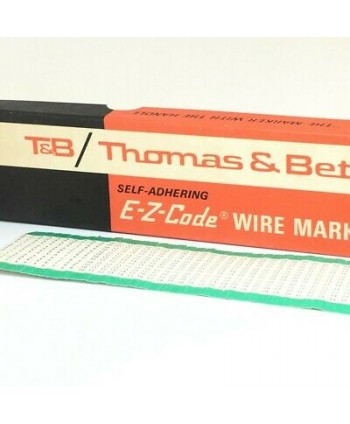 THE MARKER WITH THE HANDLE
T&B/Thomas & Bet
SELF-ADHERING
E-Z-Code® WIRE MARK